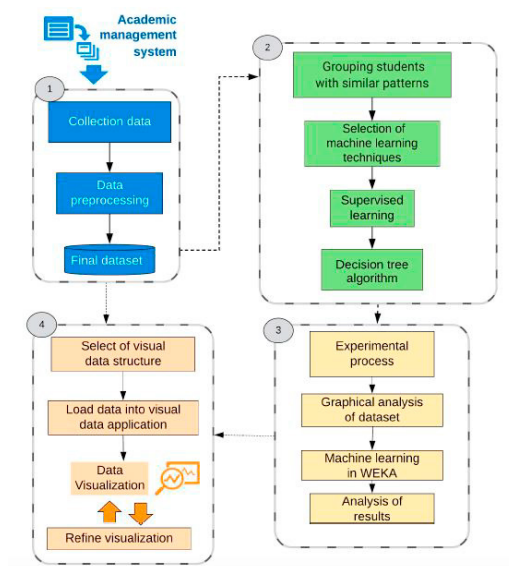 Academic
management
system
1
Collection data
Data
preprocessing
Final dataset
2
Grouping students
with similar patterns
Selection of
machine learning
techniques
Supervised
learning
Decision tree
algorithm
3
Experimental
process
Graphical analysis
of dataset
Machine learning
in WEKA
Analysis of
results
4
Select of visual
data structure
Load data into visual
data application
Data
Visualization
Refine visualization